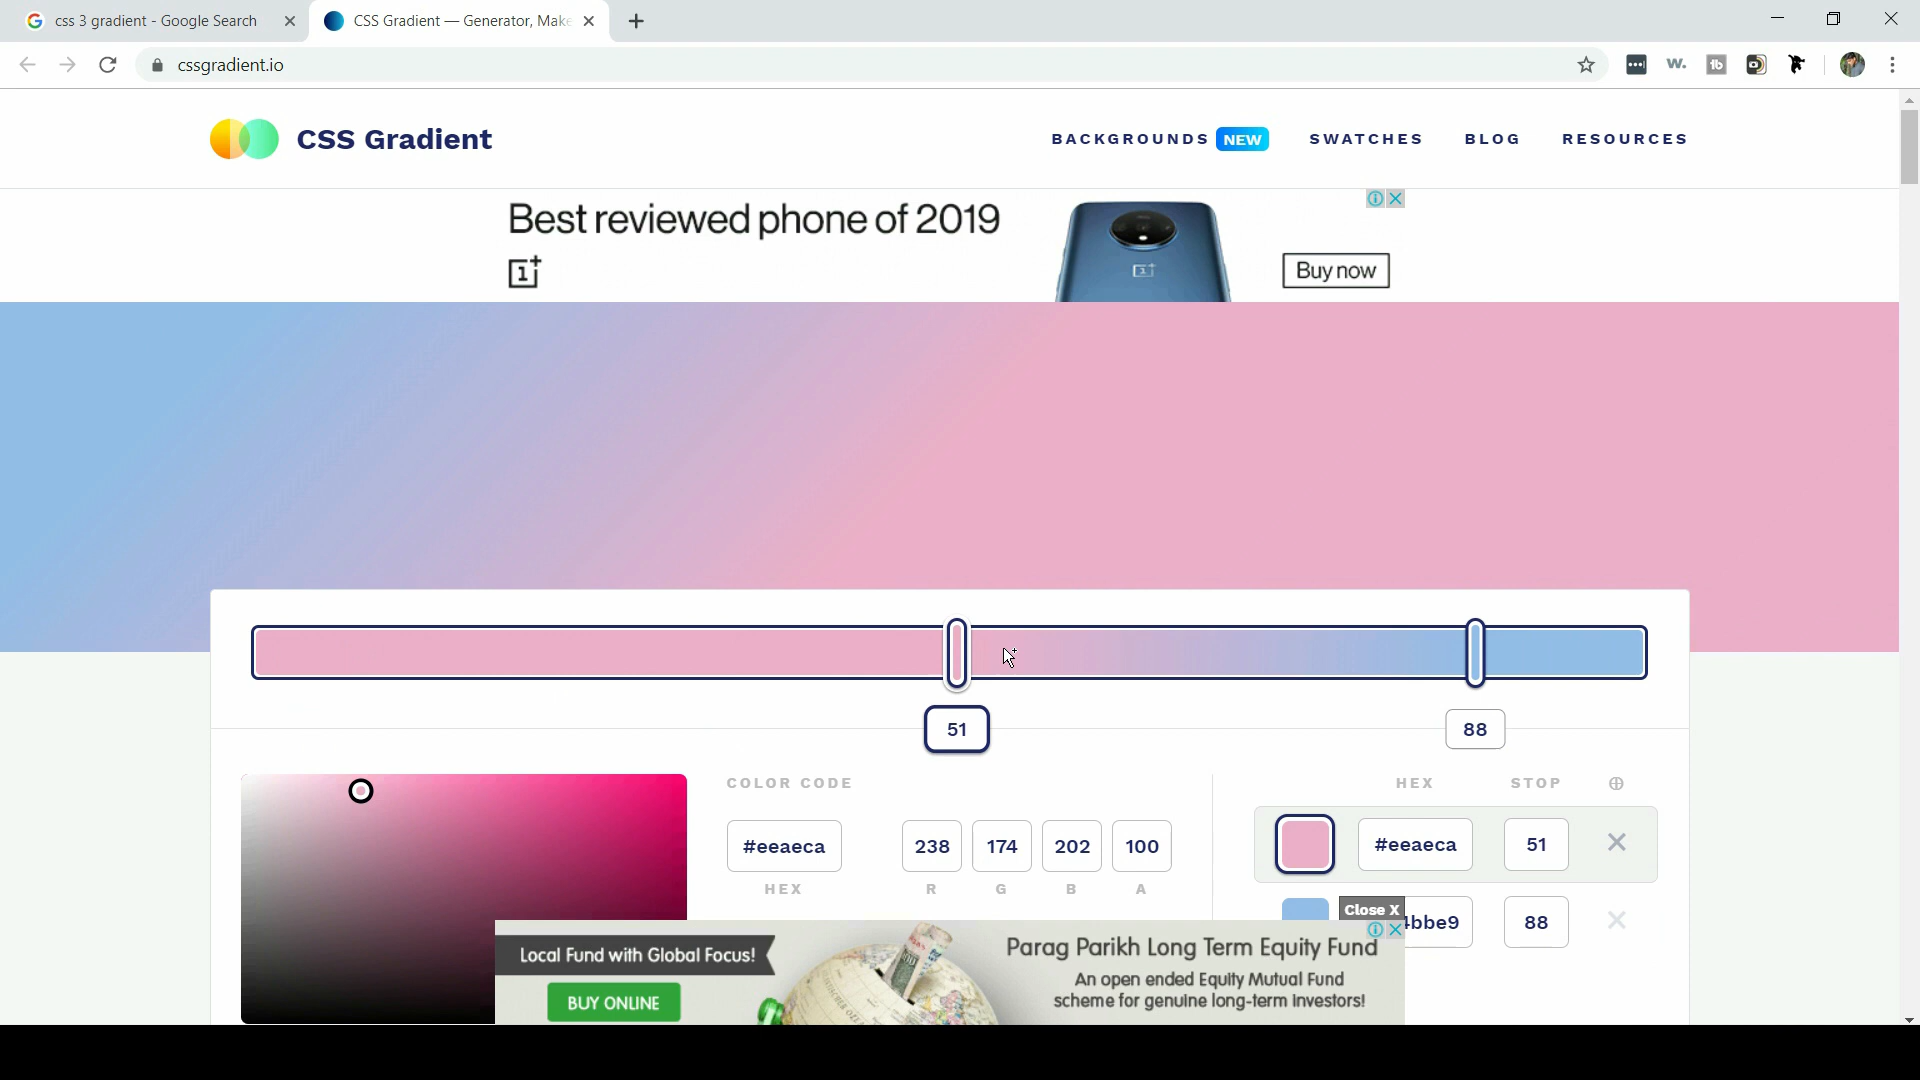 css 3 gradient - Google Search
CSS Gradient — Generator, Make
cssgradient.io
CSS Gradient
BACKGROUNDS NEW SWATCHES BLOG RESOURCES
Best reviewed phone of 2019
Buy now
51
88
COLOR CODE
HEX STOP
#eeaeca 238 174 202 100
HEX R G B A
#eeaeca 51
4bbe9 88
Close X
Local Fund with Global Focus!
BUY ONLINE
Parag Parikh Long Term Equity Fund
An open ended Equity Mutual Fund
scheme for genuine long-term investors!